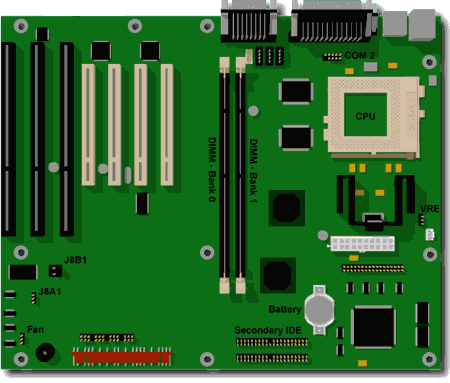 COM 2
CPU
DIMM - Bank 0
DIMM - Bank 1
VRE
J8B1
J8A1
Battery
Fan
Secondary IDE